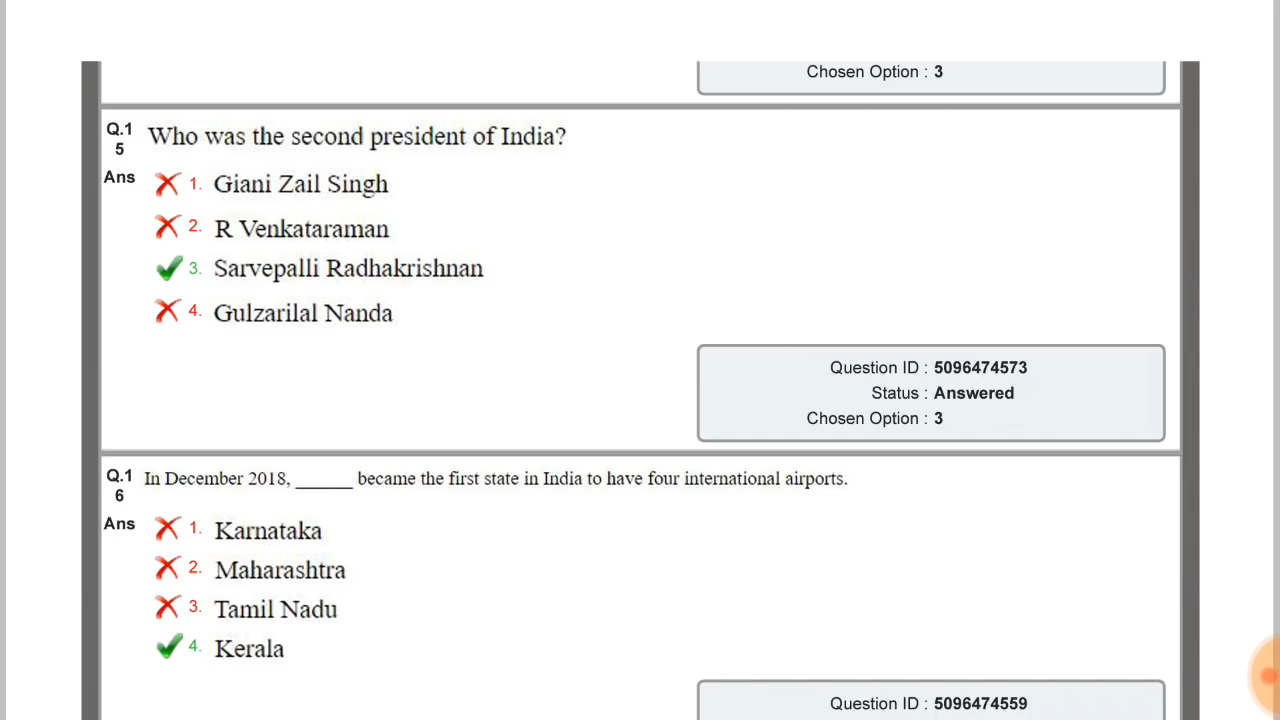 Chosen Option : 3
Q.1 Who was the second president of India?
5
Ans 1. Giani Zail Singh
2. R Venkataraman
3. Sarvepalli Radhakrishnan
4. Gulzarilal Nanda
Question ID : 5096474573
Status : Answered
Chosen Option : 3
Q.1 In December 2018, ______ became the first state in India to have four international airports.
6
Ans 1. Karnataka
2. Maharashtra
3. Tamil Nadu
4. Kerala
Question ID : 5096474559